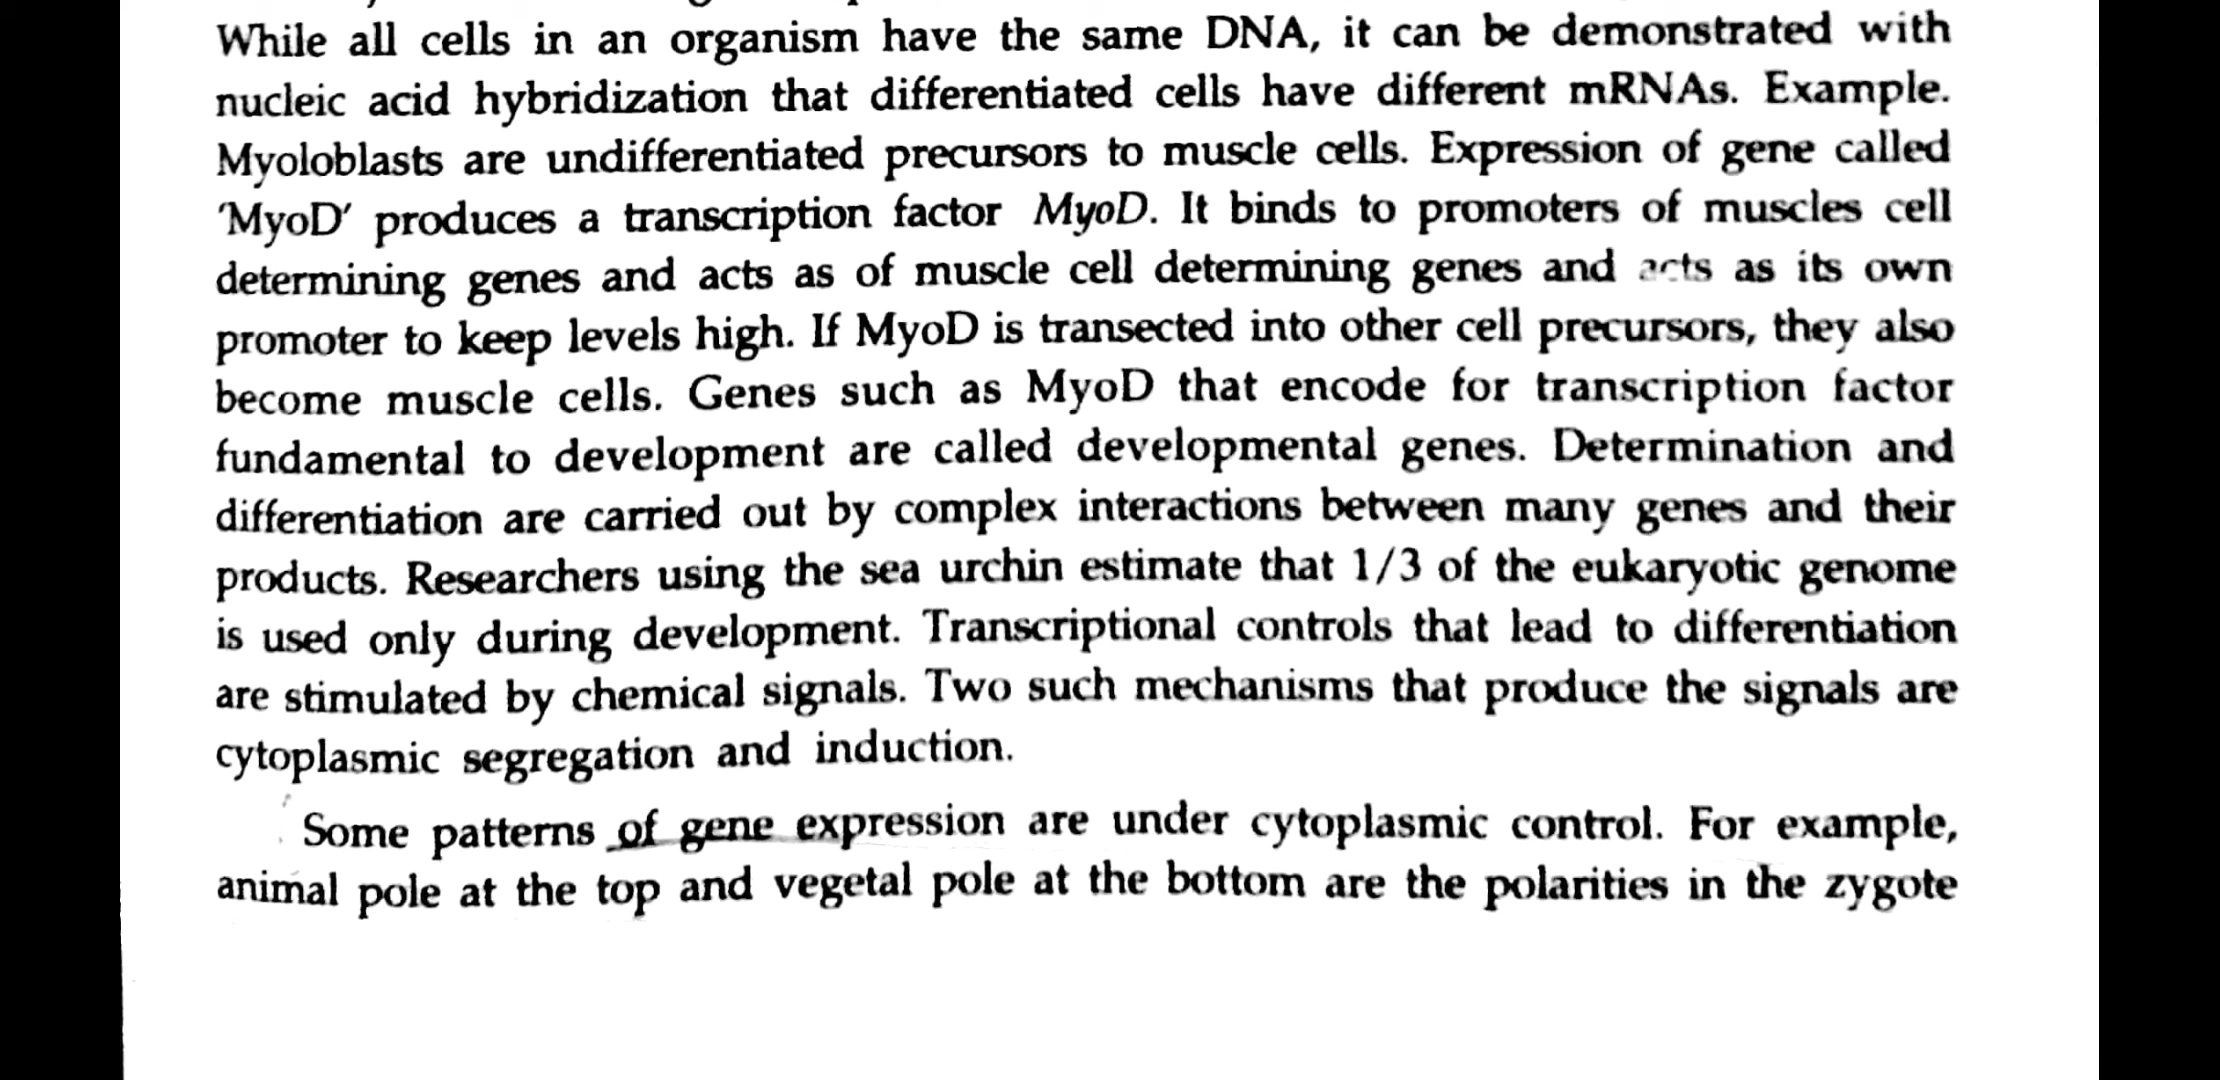 While all cells in an organism have the same DNA, it can be demonstrated with
nucleic acid hybridization that differentiated cells have different mRNAs. Example.
Myoloblasts are undifferentiated precursors to muscle cells. Expression of gene called
'MyoD' produces a transcription factor MyoD. It binds to promoters of muscles cell
determining genes and acts as of muscle cell determining genes and acts as its own
promoter to keep levels high. If MyoD is transected into other cell precursors, they also
become muscle cells. Genes such as MyoD that encode for transcription factor
fundamental to development are called developmental genes. Determination and
differentiation are carried out by complex interactions between many genes and their
products. Researchers using the sea urchin estimate that 1/3 of the eukaryotic genome
is used only during development. Transcriptional controls that lead to differentiation
are stimulated by chemical signals. Two such mechanisms that produce the signals are
cytoplasmic segregation and induction.
Some patterns of gene expression are under cytoplasmic control. For example,
animal pole at the top and vegetal pole at the bottom are the polarities in the zygote